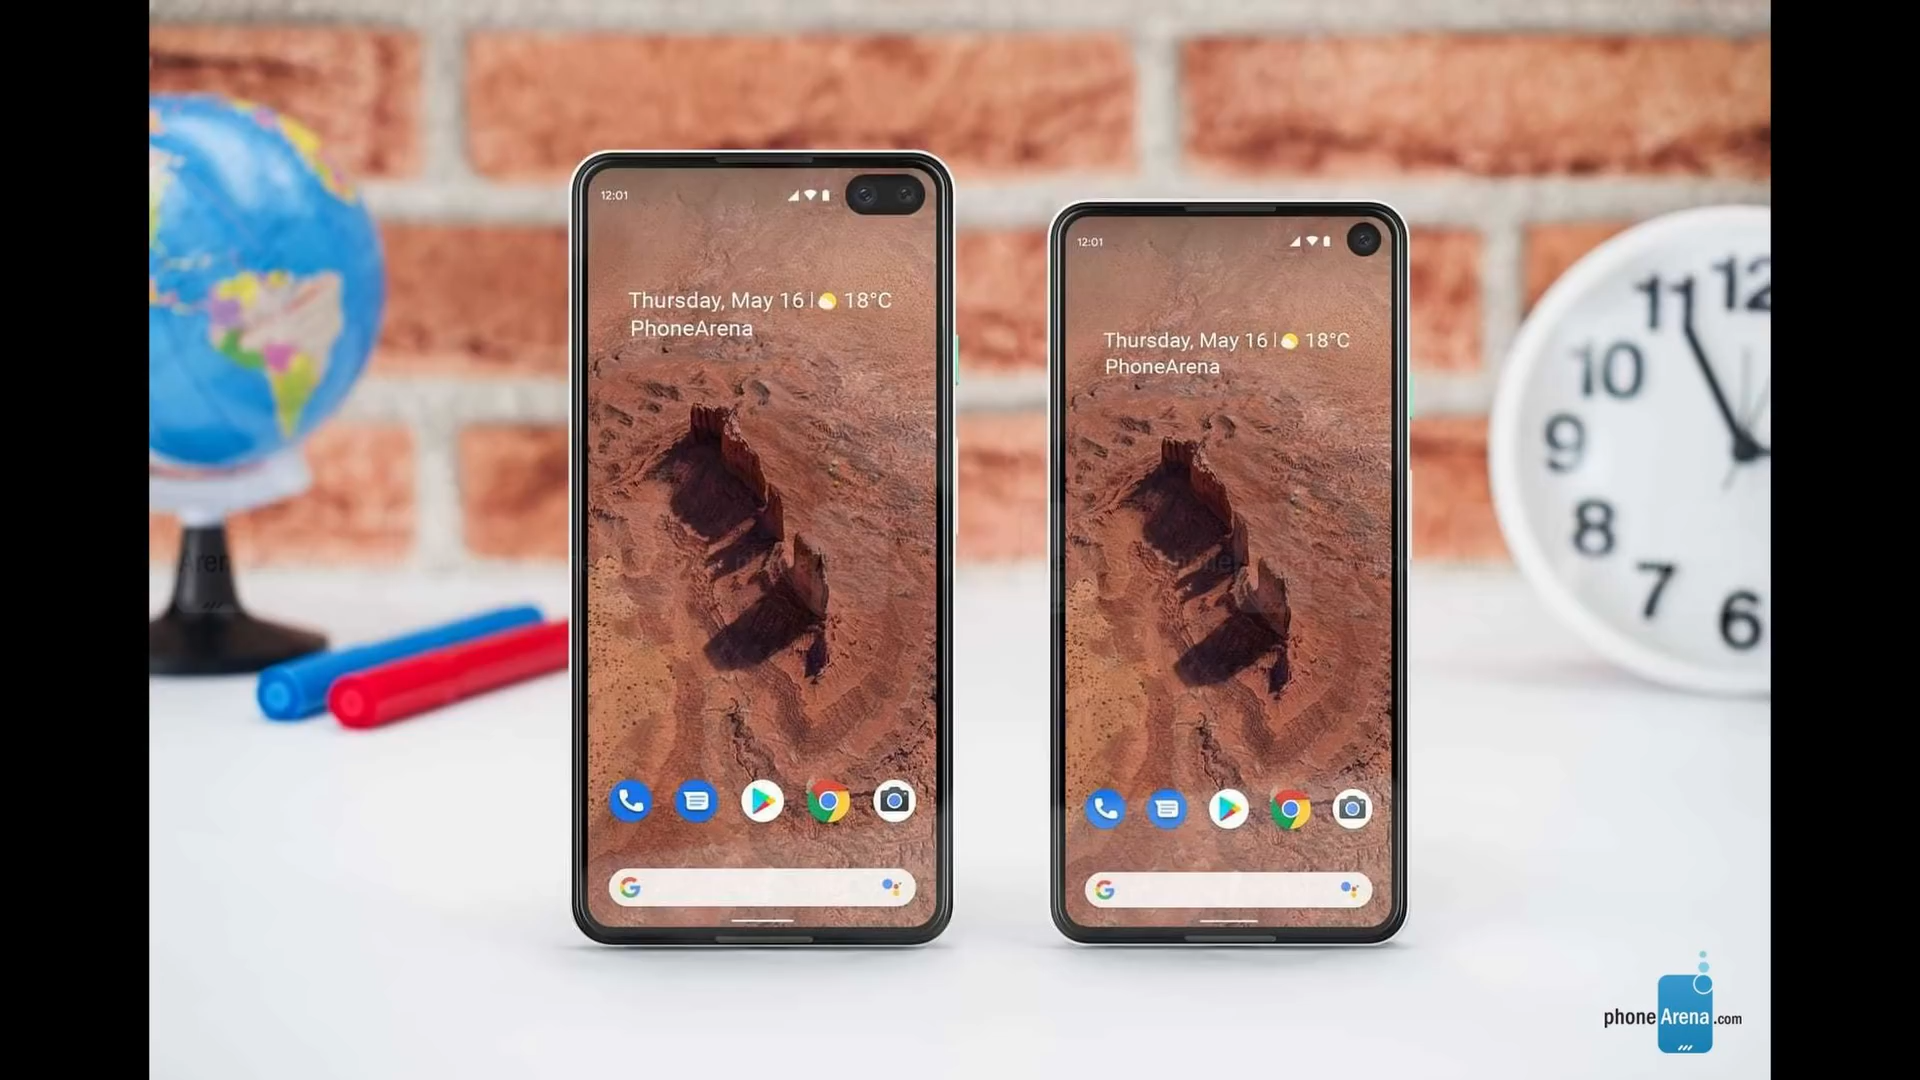 12:01
Thursday, May 16 | 18°C
PhoneArena
G
12:01
Thursday, May 16 | 18°C
PhoneArena
G
11 12
10
9
8
7
6
phoneArena.com